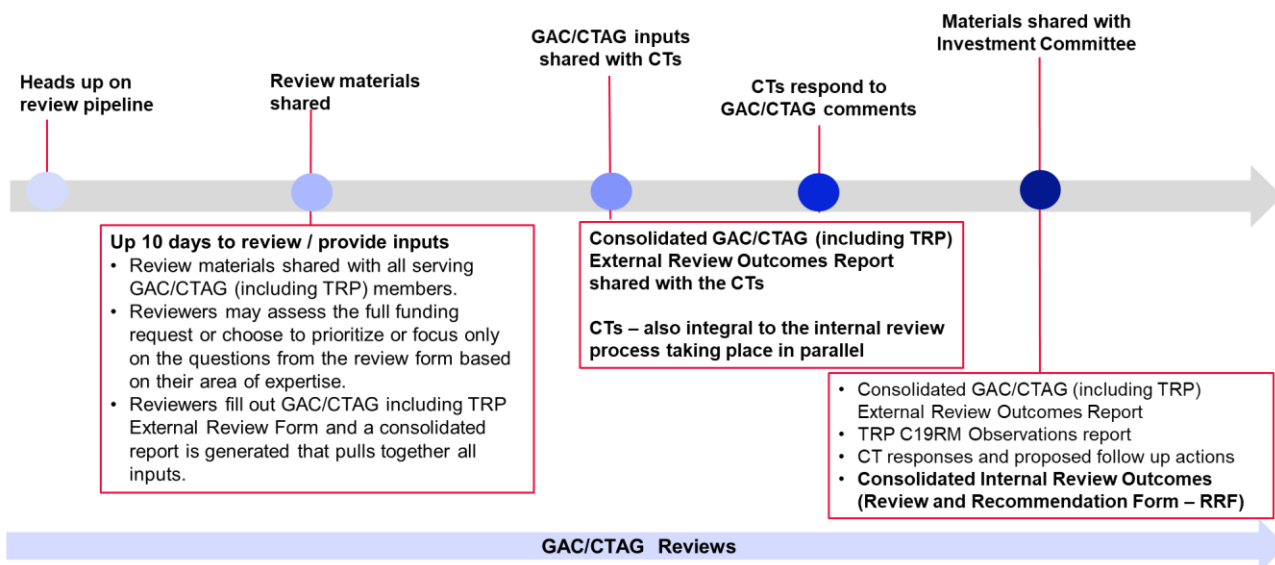 Heads up on
review pipeline
Review materials
shared
GAC/CTAG inputs
shared with CTs
CTs respond to
GAC/CTAG comments
Materials shared with
Investment Committee
Up 10 days to review / provide inputs
• Review materials shared with all serving
GAC/CTAG (including TRP) members.
• Reviewers may assess the full funding
request or choose to prioritize or focus only
on the questions from the review form based
on their area of expertise.
• Reviewers fill out GAC/CTAG including TRP
External Review Form and a consolidated
report is generated that pulls together all
inputs.
Consolidated GAC/CTAG (including TRP)
External Review Outcomes Report
shared with the CTs
CTs – also integral to the internal review
process taking place in parallel
• Consolidated GAC/CTAG (including TRP)
External Review Outcomes Report
• TRP C19RM Observations report
• CT responses and proposed follow up actions
• Consolidated Internal Review Outcomes
(Review and Recommendation Form – RRF)
GAC/CTAG Reviews